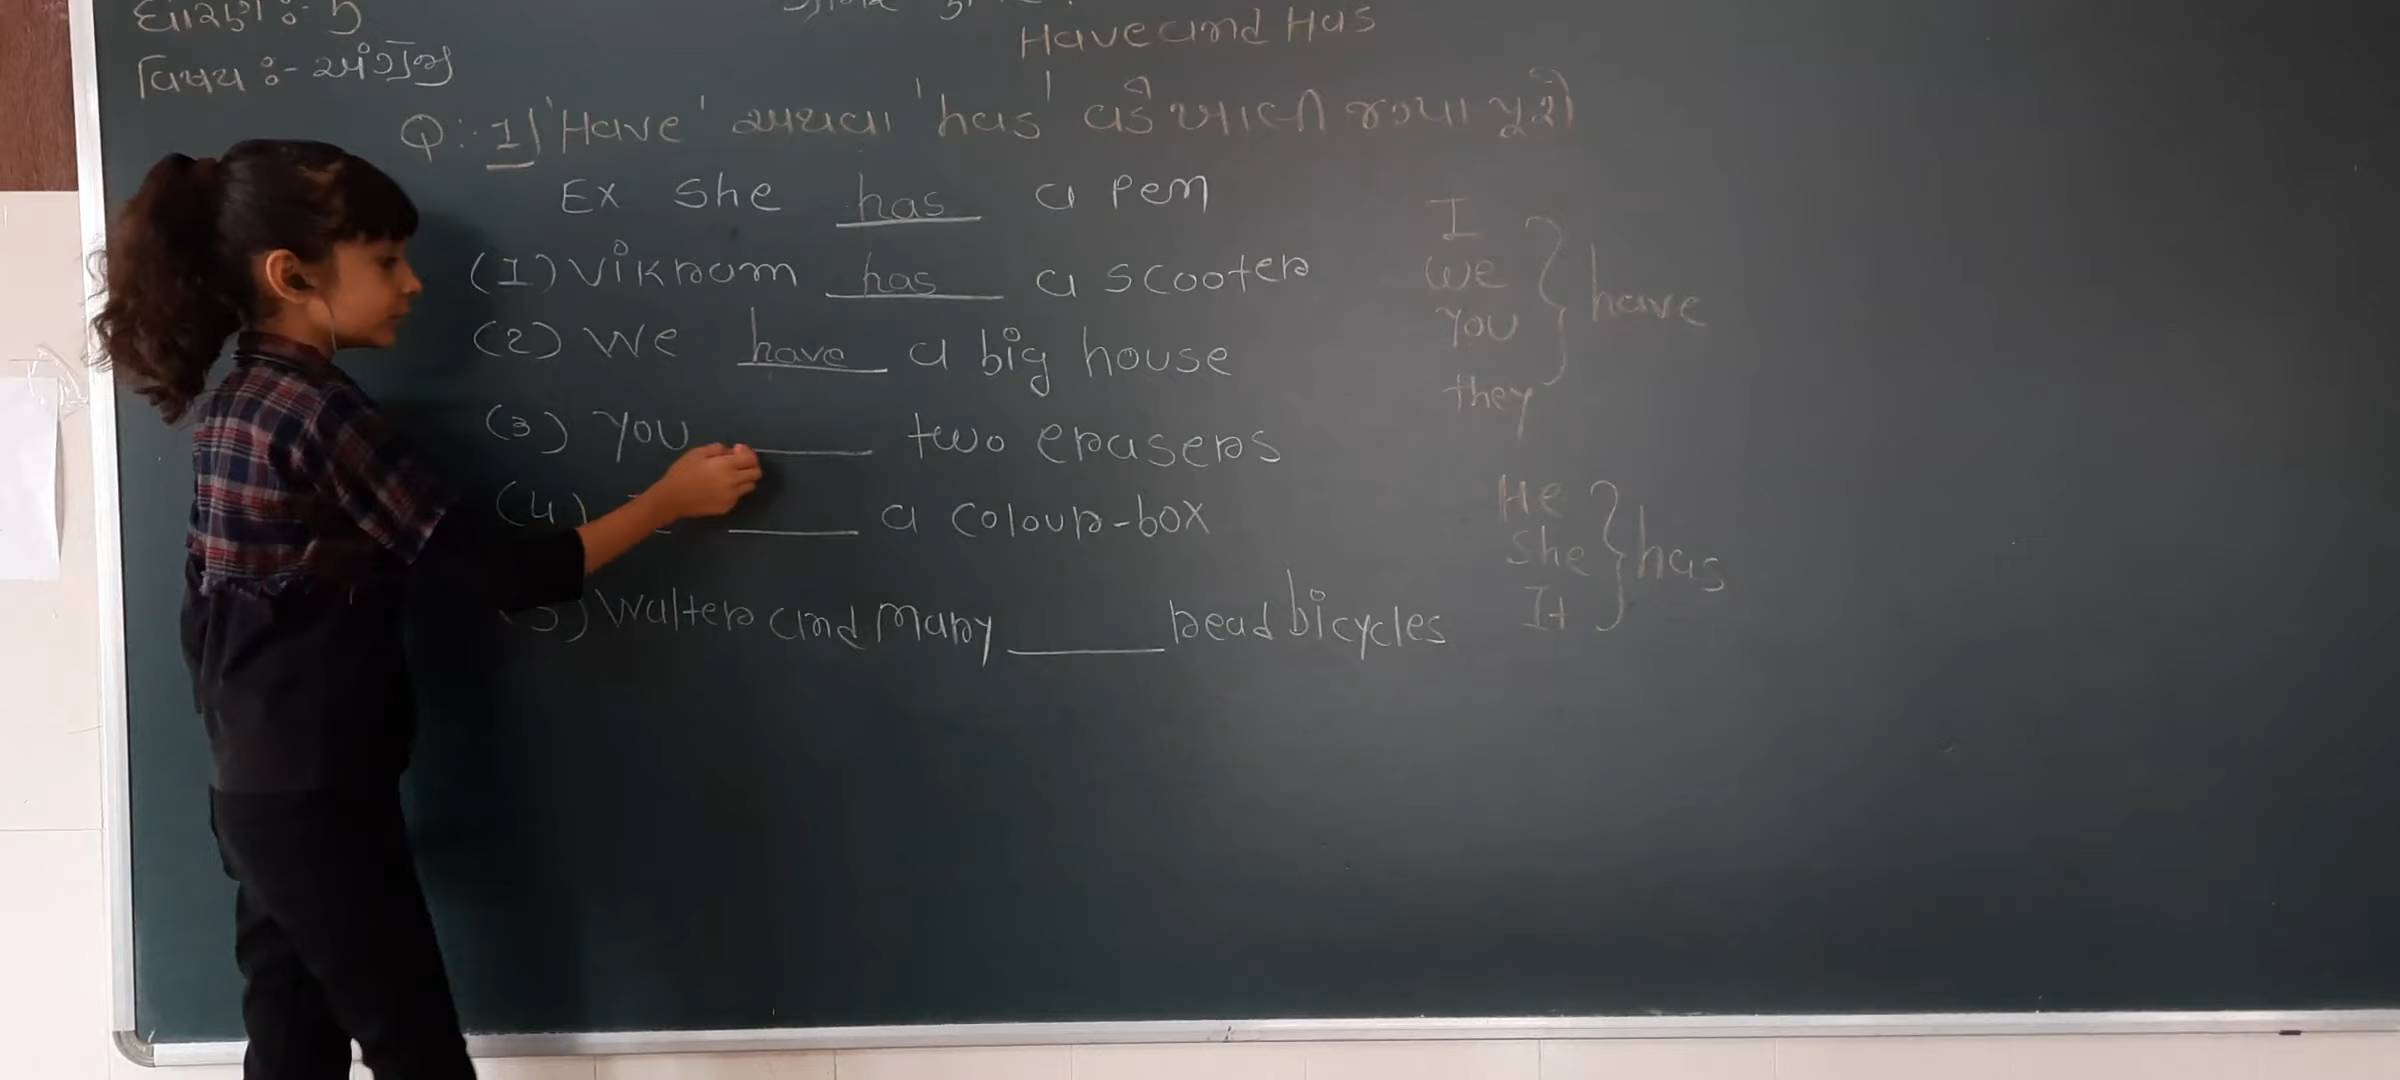 ધોરણ :- 5
વિષય :- અંગ્રેજી
Have and Has
Q:1) 'Have' અથવા 'has' વડે ખાલી જગ્યા પૂરો
Ex She has a pen
(1) Vikram has a scooter
(2) We have a big house
(3) You ____ two erasers
(4) ____ a colour-box
5) Walter and Mary ____ read bicycles
I
We
You
they
have
He
She
It
has